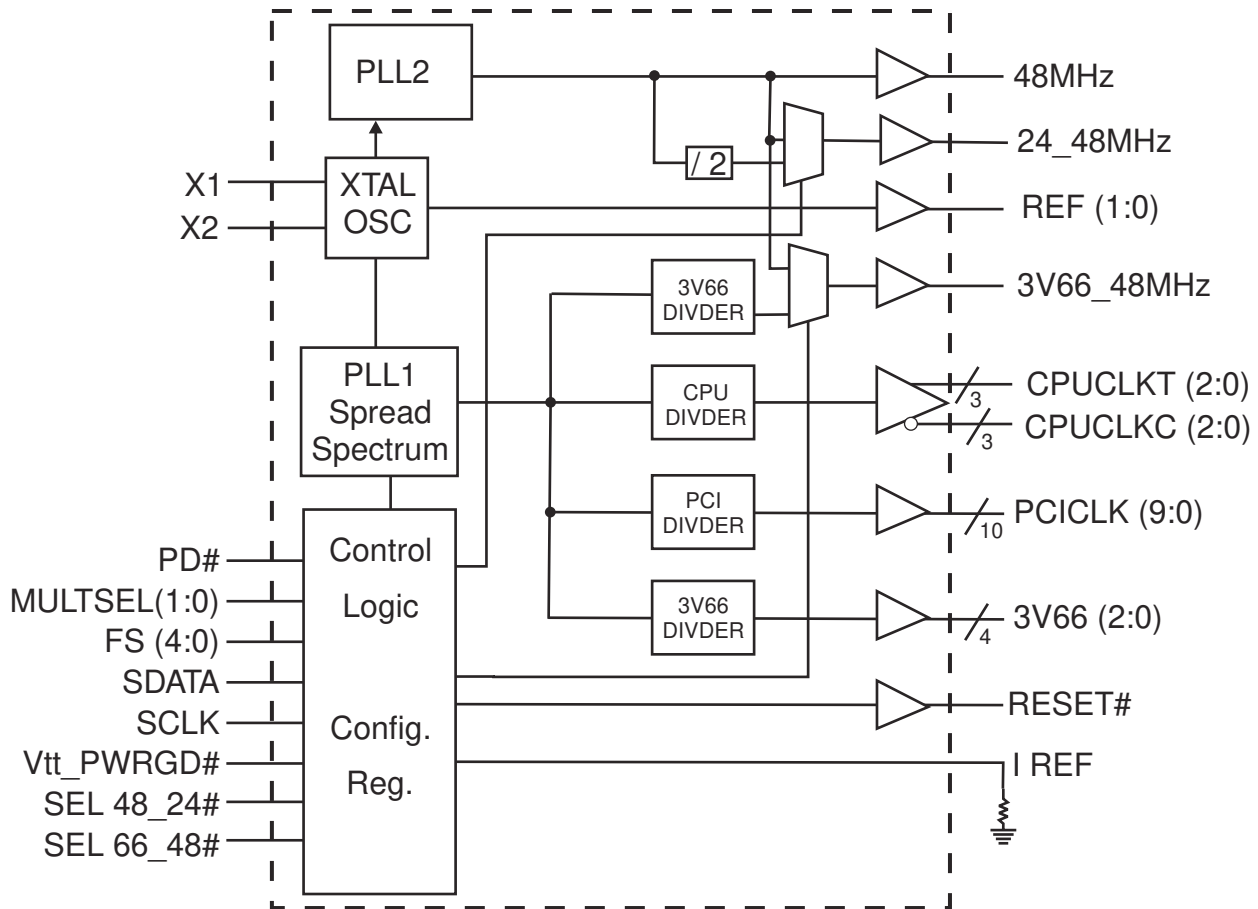 PLL2
48MHz
24_48MHz
/ 2
X1
X2
XTAL
OSC
REF (1:0)
3V66
DIVDER
3V66_48MHz
PLL1
Spread
Spectrum
CPU
DIVDER
3
CPUCLKT (2:0)
3
CPUCLKC (2:0)
PCI
DIVDER
10
PCICLK (9:0)
3V66
DIVDER
4
3V66 (2:0)
Control
Logic
Config.
Reg.
PD#
MULTSEL(1:0)
FS (4:0)
SDATA
SCLK
Vtt_PWRGD#
SEL 48_24#
SEL 66_48#
RESET#
I REF